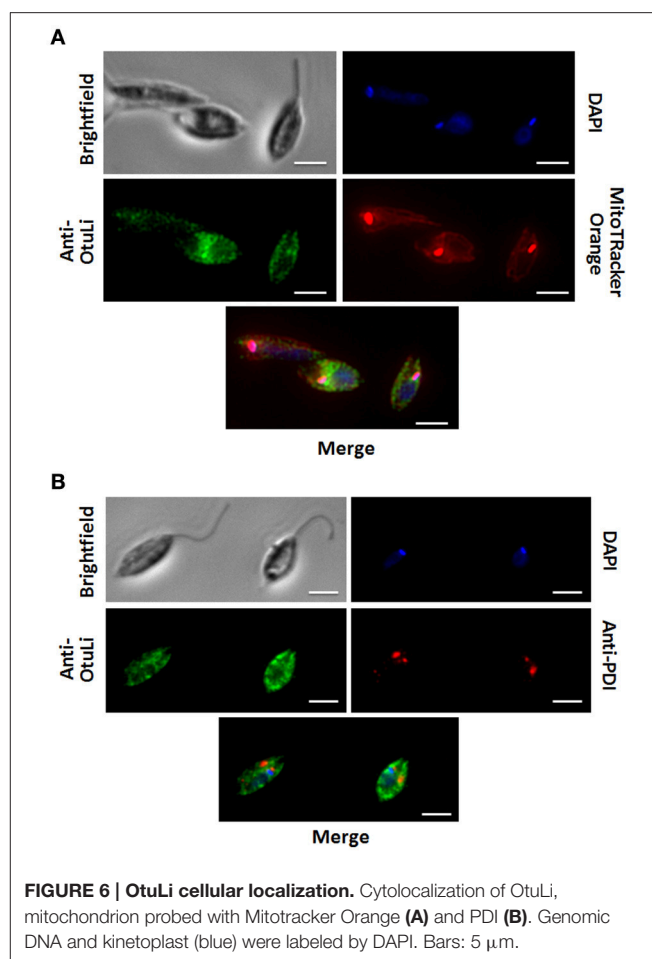 A
Brightfield
DAPI
Anti-
OtuLi
MitoTRacker
Orange
Merge
B
Brightfield
DAPI
Anti-
OtuLi
Anti-PDI
Merge
FIGURE 6 | OtuLi cellular localization. Cytolocalization of OtuLi,
mitochondrion probed with Mitotracker Orange (A) and PDI (B). Genomic
DNA and kinetoplast (blue) were labeled by DAPI. Bars: 5 μm.